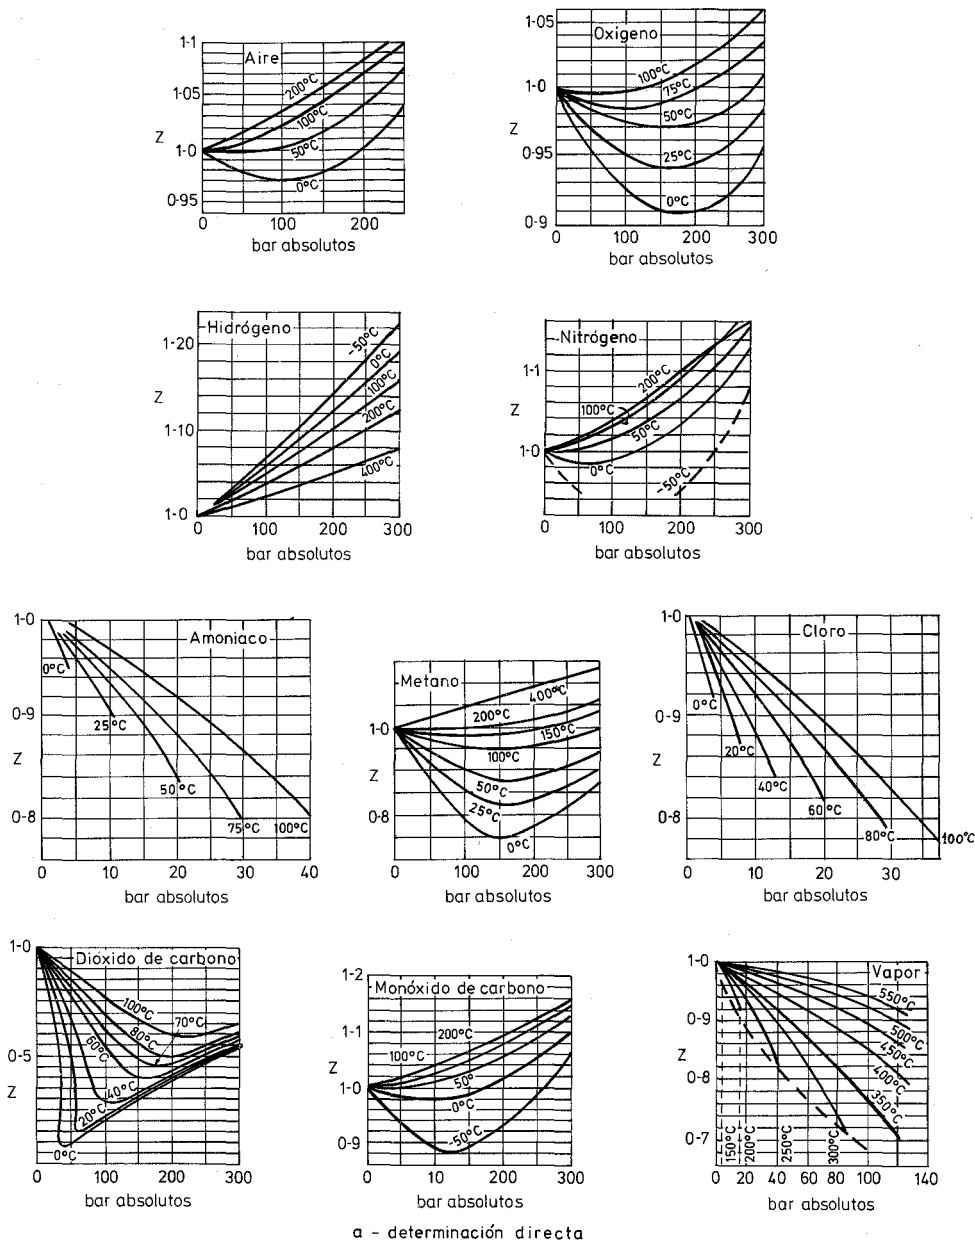 Aire
1·1
1·05
Z
1·0
0·95
200°C
100°C
50°C
0°C
0 100 200
bar absolutos
Oxígeno
1·05
1·0
Z
0·95
0·9
100°C
75°C
50°C
25°C
0°C
0 100 200 300
bar absolutos
Hidrógeno
1·20
Z
1·10
1·0
-50°C
0°C
100°C
200°C
400°C
0 100 200 300
bar absolutos
Nitrógeno
1·1
Z
1·0
200°C
100°C
50°C
0°C
-50°C
0 100 200 300
bar absolutos
Amoniaco
1·0
0·9
Z
0·8
0°C
25°C
50°C
75°C
100°C
0 10 20 30 40
bar absolutos
Metano
1·0
Z
0·8
400°C
200°C
150°C
100°C
50°C
25°C
0°C
0 100 200 300
bar absolutos
Cloro
1·0
0·9
Z
0·8
0°C
20°C
40°C
60°C
80°C
100°C
0 10 20 30
bar absolutos
Dióxido de carbono
1·0
0·5
Z
100°C
80°C
70°C
60°C
40°C
20°C
0°C
0 100 200 300
bar absolutos
Monóxido de carbono
1·2
1·1
Z
1·0
0·9
200°C
100°C
50°
0°C
-50°C
0 10 200 300
bar absolutos
Vapor
1·0
0·9
Z
0·8
0·7
550°C
500°C
450°C
400°C
350°C
150°C
200°C
250°C
300°C
0 20 40 60 80 100 120 140
bar absolutos
a - determinación directa